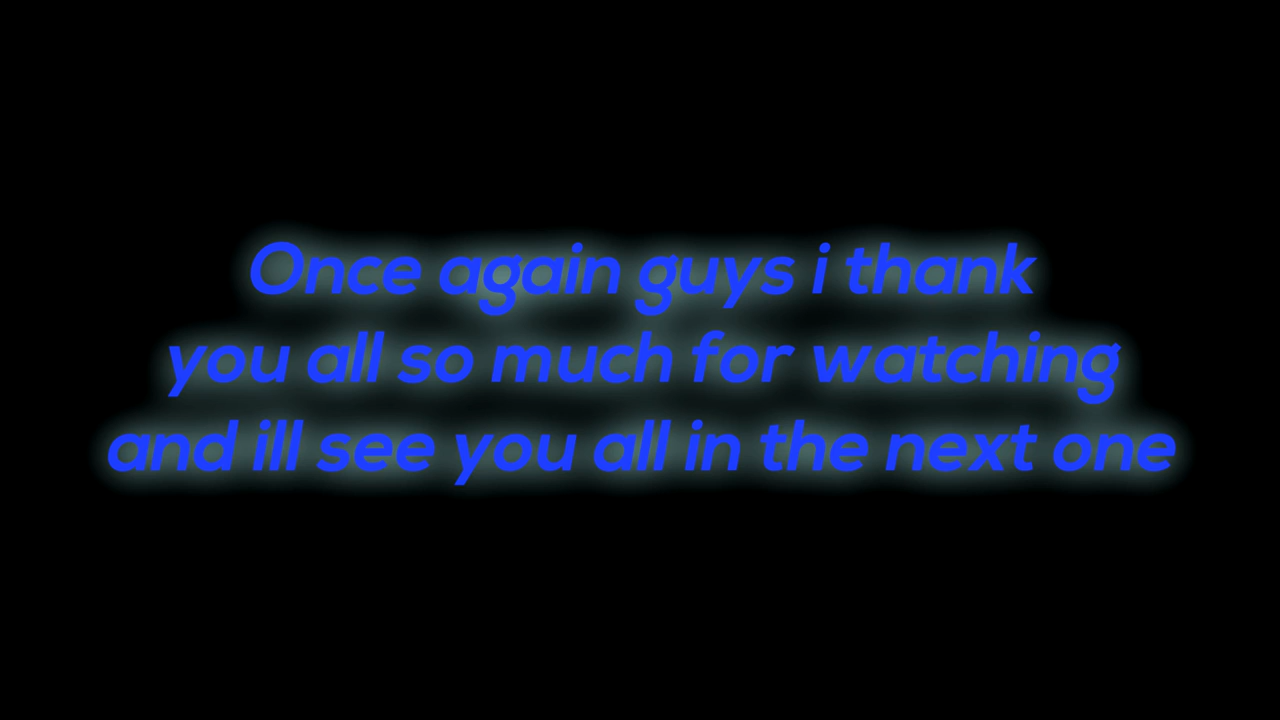 Once again guys i thank
you all so much for watching
and ill see you all in the next one